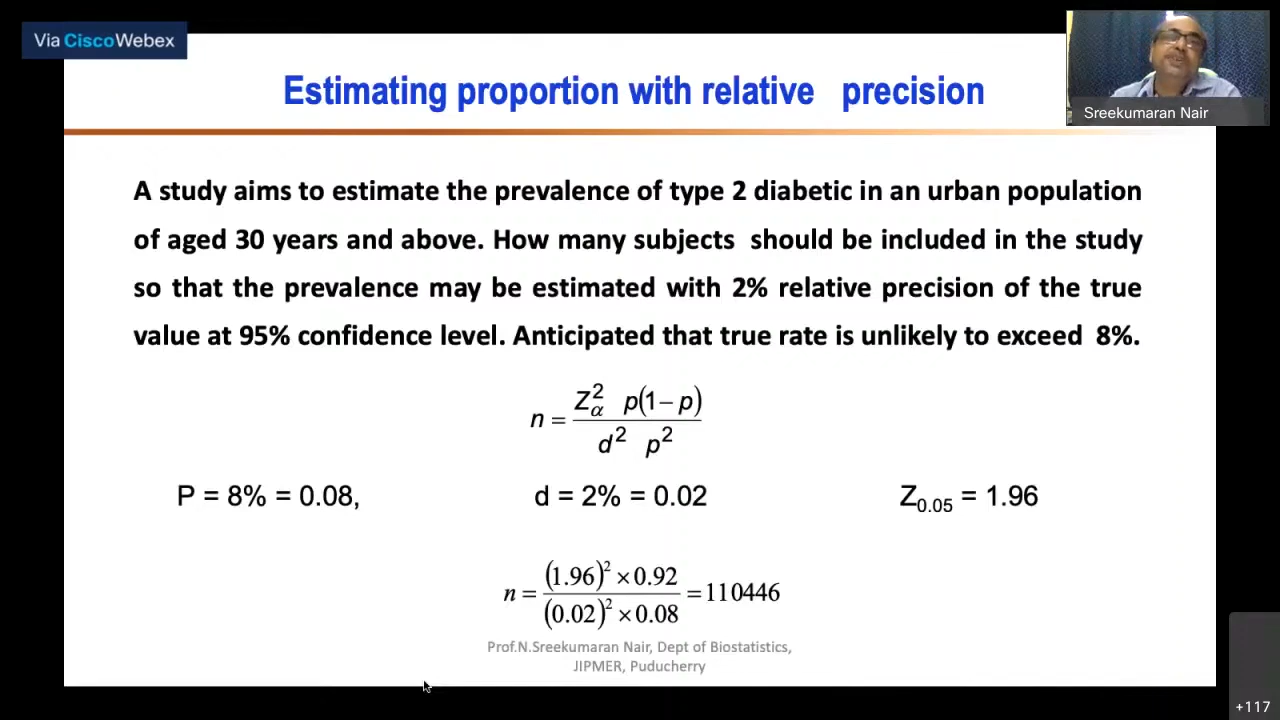 Via CiscoWebex
Estimating proportion with relative precision
Sreekumaran Nair
A study aims to estimate the prevalence of type 2 diabetic in an urban population
of aged 30 years and above. How many subjects should be included in the study
so that the prevalence may be estimated with 2% relative precision of the true
value at 95% confidence level. Anticipated that true rate is unlikely to exceed 8%.
n = Z²α p(1 – p) / d² p²
P = 8% = 0.08, d = 2% = 0.02 Z0.05 = 1.96
n = (1.96)² × 0.92 / (0.02)² × 0.08 = 110446
Prof.N.Sreekumaran Nair, Dept of Biostatistics,
JIPMER, Puducherry
+117